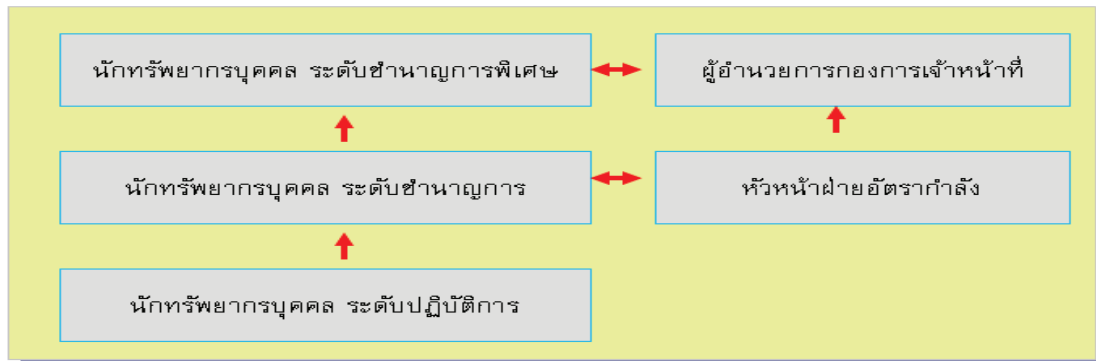 นักทรัพยากรบุคคล ระดับชำนาญการพิเศษ
ผู้อำนวยการกองการเจ้าหน้าที่
นักทรัพยากรบุคคล ระดับชำนาญการ
หัวหน้าฝ่ายอัตรากำลัง
นักทรัพยากรบุคคล ระดับปฏิบัติการ